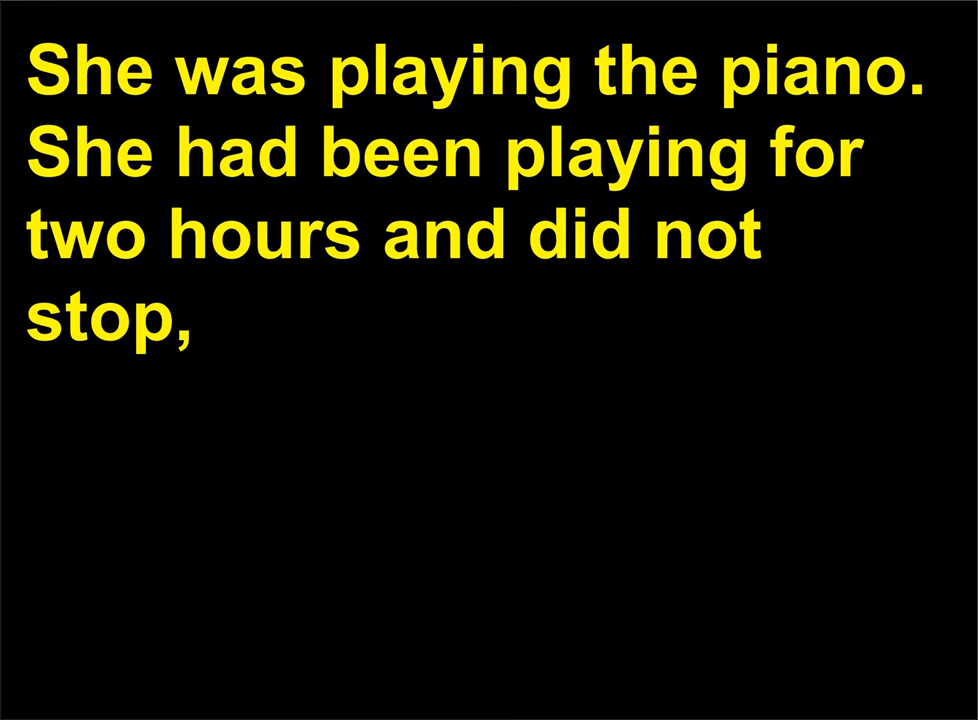 She was playing the piano.
She had been playing for
two hours and did not
stop,